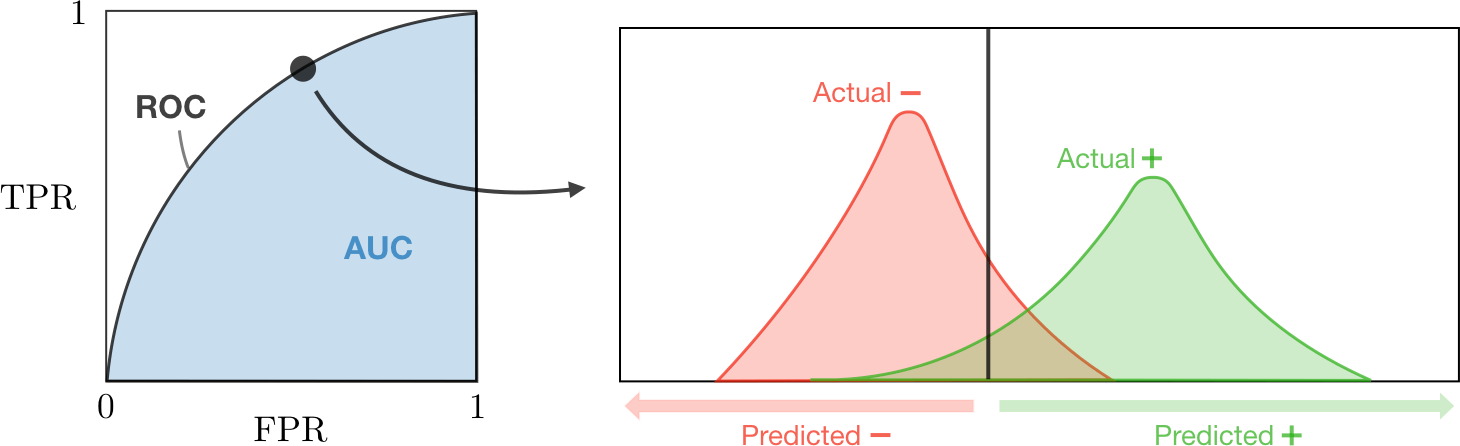 1
ROC
TPR
AUC
0
1
FPR
Actual −
Actual +
Predicted −
Predicted +